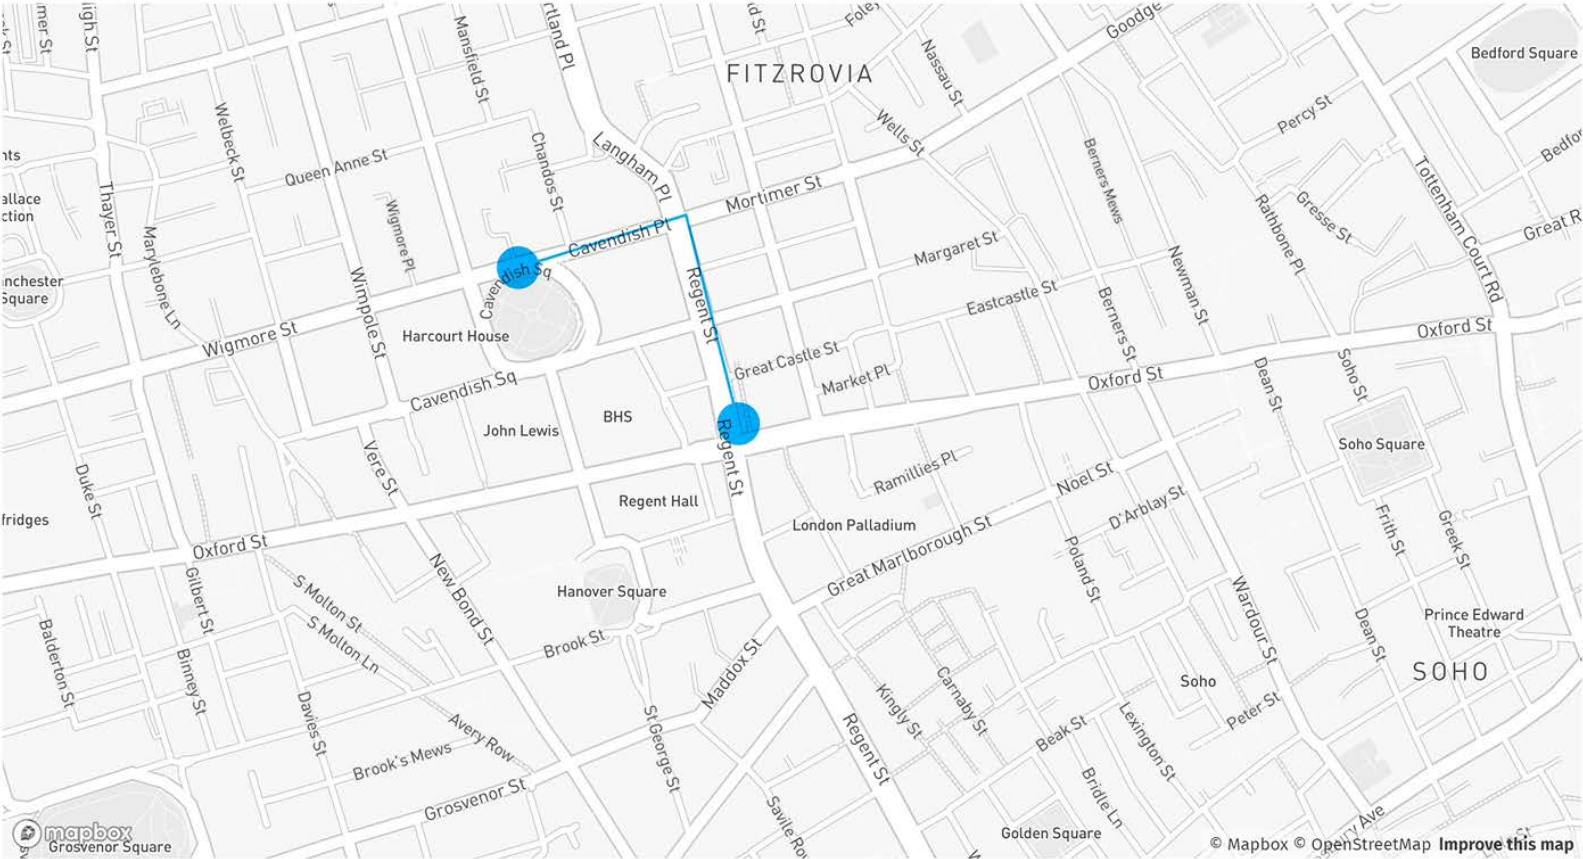 Goodge
Bedford Square
FITZROVIA
Mansfield St
Nassau St
Welbeck St
Wells St
Percy St
Chandos St
Langham Pl
Berners Mews
Queen Anne St
Mortimer St
Thayer St
Tottenham Court Rd
Gresse St
Rathbone Pl
Wigmore Pl
Marylebone Ln
Cavendish Pl
Margaret St
Great R
Newman St
Cavendish Sq
Wimpole St
Regent St
Eastcastle St
Berners St
Harcourt House
Wigmore St
Oxford St
Great Castle St
Market Pl
Oxford St
Soho St
Dean St
Cavendish Sq
BHS
John Lewis
Regent St
Vere St
Soho Square
Duke St
Ramillies Pl
Noel St
Regent Hall
D'Arblay St
fridges
London Palladium
Frith St
Greek St
Oxford St
Great Marlborough St
Poland St
New Bond St
Gilbert St
S Molton St
Hanover Square
Wardour St
S Molton Ln
Brook St
Balderton St
Prince Edward
Theatre
Dean St
Binney St
Maddox St
Soho
SOHO
Carnaby St
Kingly St
Davies St
Avery Row
St George St
Peter St
Lexington St
Beak St
Regent St
Brook's Mews
Grosvenor St
Bridle Ln
Savile Ro
Golden Square
mapbox
Grosvenor Square
© Mapbox © OpenStreetMap Improve this map